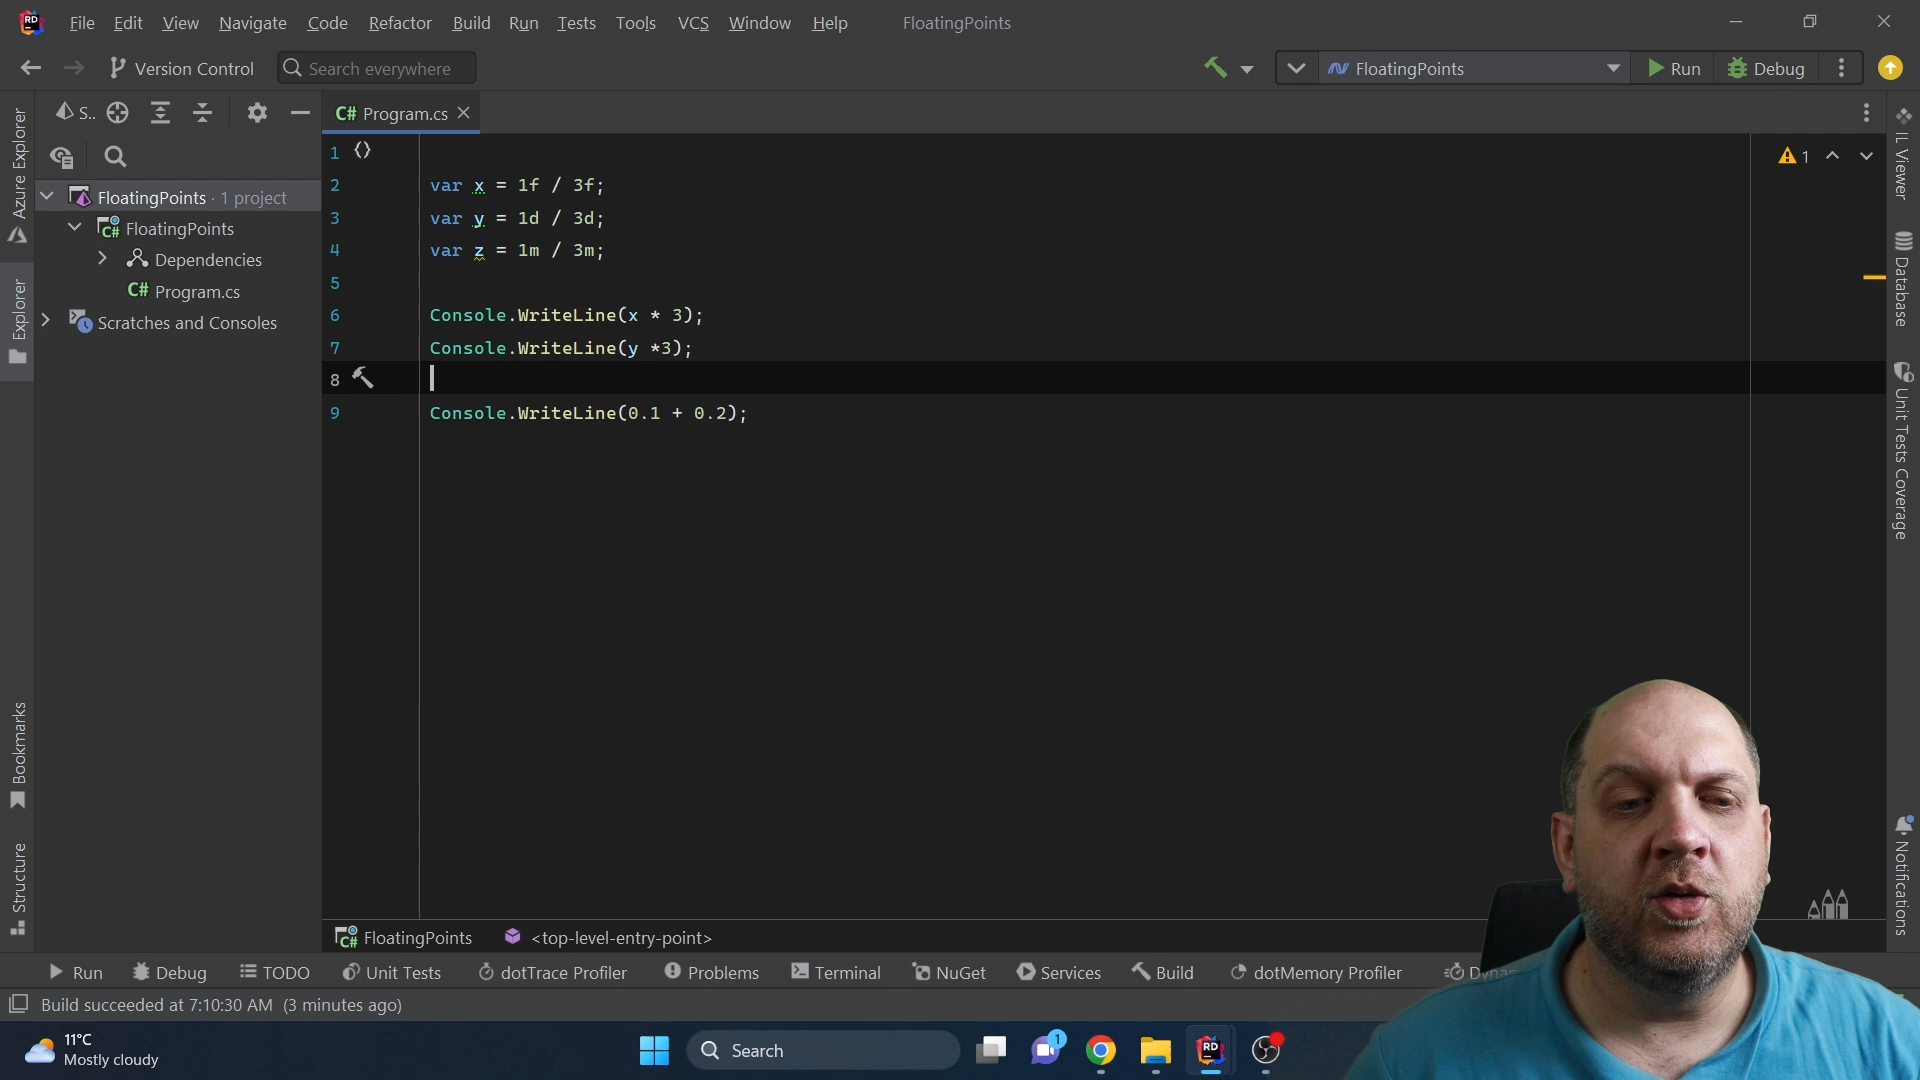 RD File Edit View Navigate Code Refactor Build Run Tests Tools VCS Window Help FloatingPoints
Version Control Search everywhere FloatingPoints Run Debug
S.. C# Program.cs
Azure Explorer
Explorer
Bookmarks
Structure
FloatingPoints · 1 project
C# FloatingPoints
Dependencies
C# Program.cs
Scratches and Consoles
1
2 var x = 1f / 3f;
3 var y = 1d / 3d;
4 var z = 1m / 3m;
5
6 Console.WriteLine(x * 3);
7 Console.WriteLine(y *3);
8
9 Console.WriteLine(0.1 + 0.2);
1
IL Viewer
Database
Unit Tests Coverage
Notifications
C# FloatingPoints <top-level-entry-point>
Run Debug TODO Unit Tests dotTrace Profiler Problems Terminal NuGet Services Build dotMemory Profiler
Build succeeded at 7:10:30 AM (3 minutes ago)
11°C
Mostly cloudy
Search 1 RD